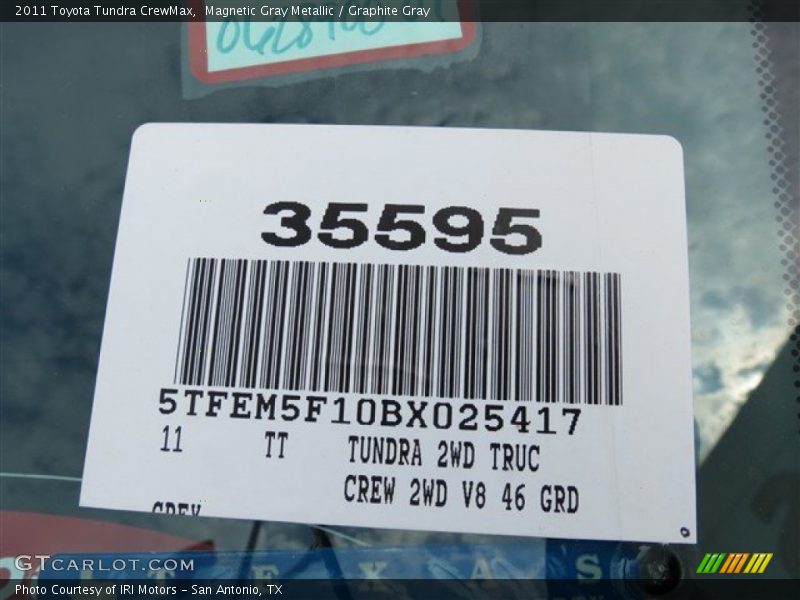 2011 Toyota Tundra CrewMax, Magnetic Gray Metallic / Graphite Gray
35595
5TFEM5F10BX025417
11 TT TUNDRA 2WD TRUC
CREW 2WD V8 46 GRD
GREY
T E X A S
GTCARLOT.COM
Photo Courtesy of IRI Motors - San Antonio, TX